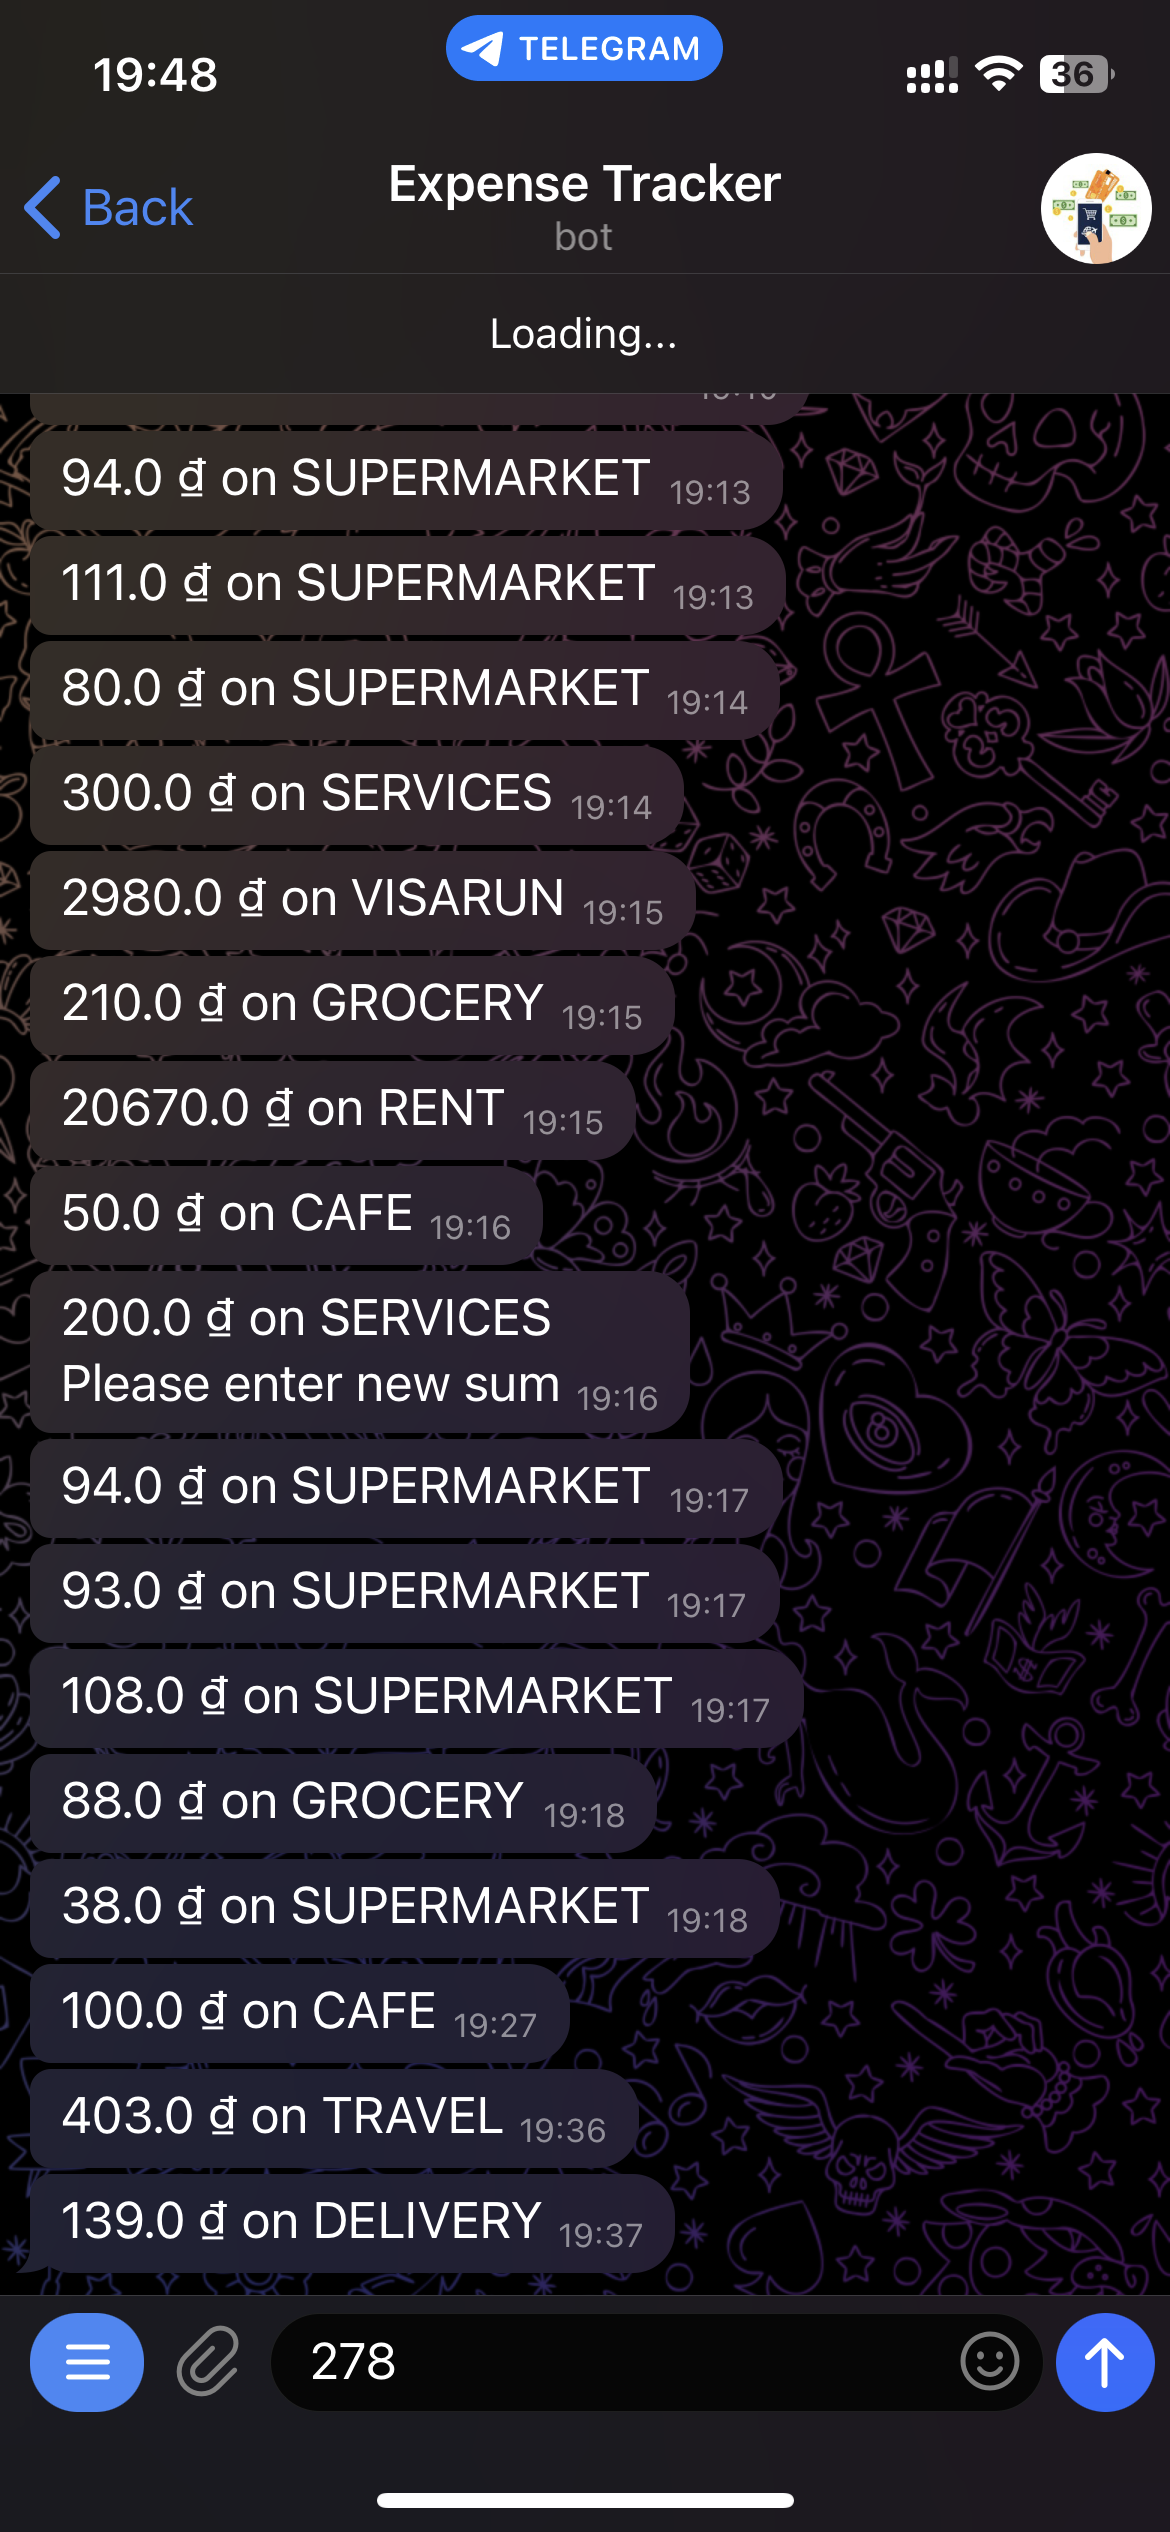 19:48
TELEGRAM
36
Back
Expense Tracker
bot
Loading...
94.0 ₫ on SUPERMARKET 19:13
111.0 ₫ on SUPERMARKET 19:13
80.0 ₫ on SUPERMARKET 19:14
300.0 ₫ on SERVICES 19:14
2980.0 ₫ on VISARUN 19:15
210.0 ₫ on GROCERY 19:15
20670.0 ₫ on RENT 19:15
50.0 ₫ on CAFE 19:16
200.0 ₫ on SERVICES
Please enter new sum 19:16
94.0 ₫ on SUPERMARKET 19:17
93.0 ₫ on SUPERMARKET 19:17
108.0 ₫ on SUPERMARKET 19:17
88.0 ₫ on GROCERY 19:18
38.0 ₫ on SUPERMARKET 19:18
100.0 ₫ on CAFE 19:27
403.0 ₫ on TRAVEL 19:36
139.0 ₫ on DELIVERY 19:37
278